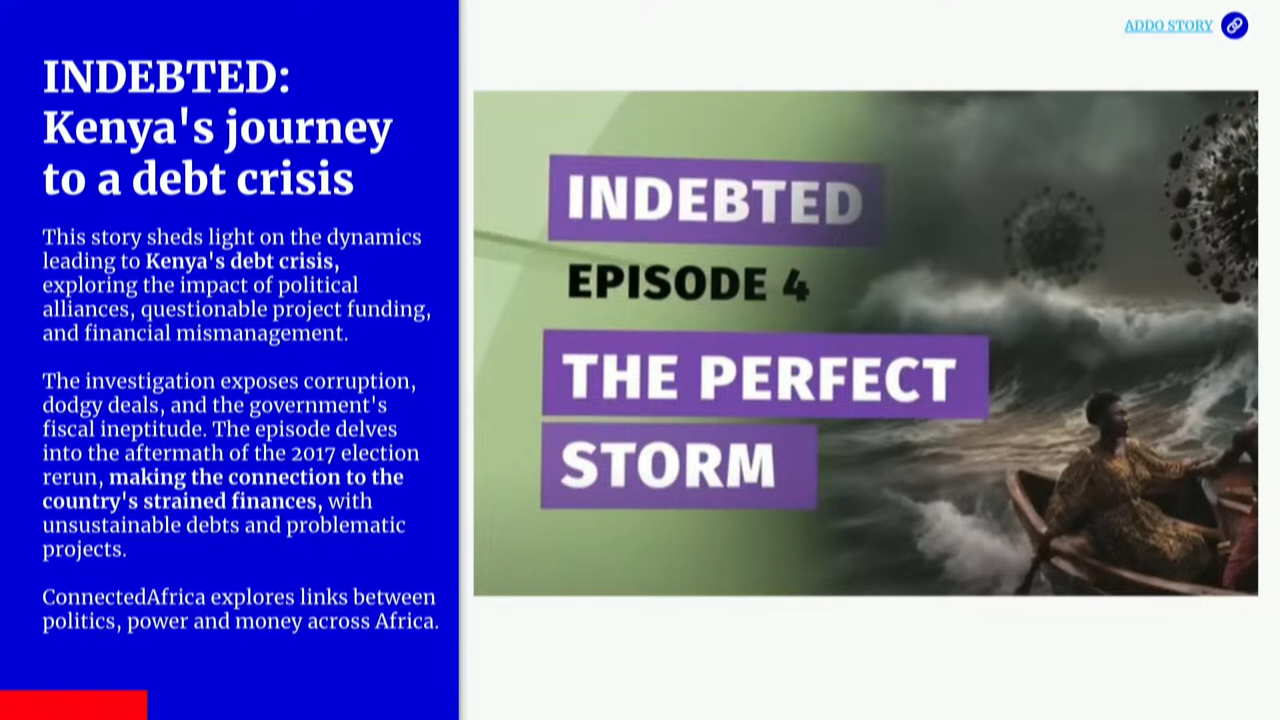 ADDO STORY
INDEBTED:
Kenya's journey
to a debt crisis
This story sheds light on the dynamics
leading to Kenya's debt crisis,
exploring the impact of political
alliances, questionable project funding,
and financial mismanagement.
The investigation exposes corruption,
dodgy deals, and the government's
fiscal ineptitude. The episode delves
into the aftermath of the 2017 election
rerun, making the connection to the
country's strained finances, with
unsustainable debts and problematic
projects.
ConnectedAfrica explores links between
politics, power and money across Africa.
INDEBTED
EPISODE 4
THE PERFECT
STORM